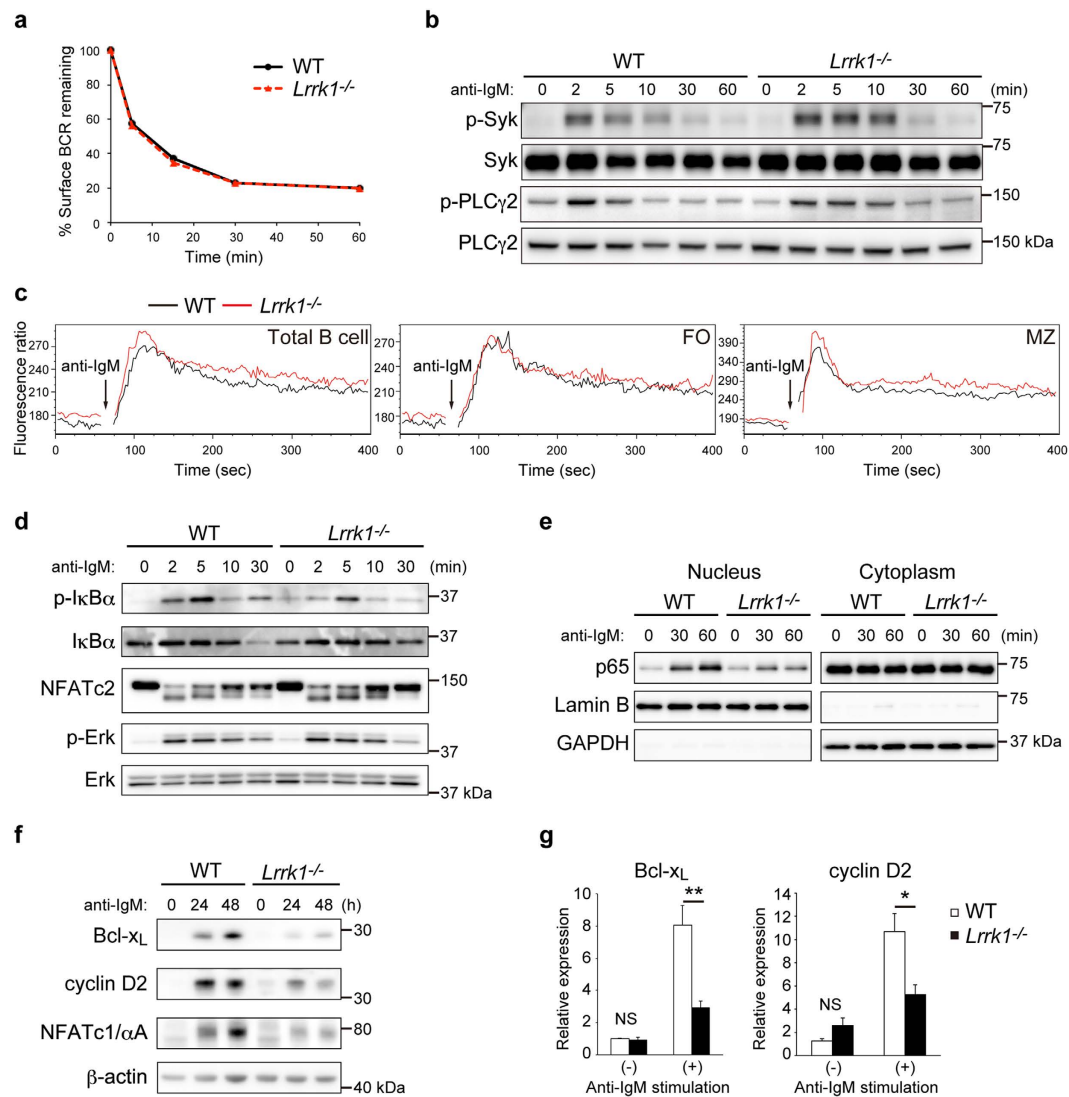 a
% Surface BCR remaining
100
80
60
40
20
0
0 10 20 30 40 50 60
Time (min)
WT
Lrrk1-/-
b
WT Lrrk1-/-
anti-IgM: 0 2 5 10 30 60 0 2 5 10 30 60 (min)
p-Syk 75
Syk 75
p-PLCγ2 150
PLCγ2 150 kDa
c
WT Lrrk1-/-
Fluorescence ratio
Total B cell
anti-IgM
270
240
210
180
0 100 200 300 400
Time (sec)
FO
anti-IgM
270
240
210
180
0 100 200 300 400
Time (sec)
MZ
anti-IgM
390
340
290
240
190
0 100 200 300 400
Time (sec)
d
WT Lrrk1-/-
anti-IgM: 0 2 5 10 30 0 2 5 10 30 (min)
p-IκBα 37
IκBα 37
NFATc2 150
p-Erk 37
Erk 37 kDa
e
Nucleus Cytoplasm
WT Lrrk1-/- WT Lrrk1-/-
anti-IgM: 0 30 60 0 30 60 0 30 60 0 30 60 (min)
p65 75
Lamin B 75
GAPDH 37 kDa
f
WT Lrrk1-/-
anti-IgM: 0 24 48 0 24 48 (h)
Bcl-xL 30
cyclin D2 30
NFATc1/αA 80
β-actin 40 kDa
g
Bcl-xL
Relative expression
10
8
6
4
2
0
NS
**
(-) (+)
Anti-IgM stimulation
cyclin D2
Relative expression
14
12
10
8
6
4
2
0
NS
*
(-) (+)
Anti-IgM stimulation
WT
Lrrk1-/-